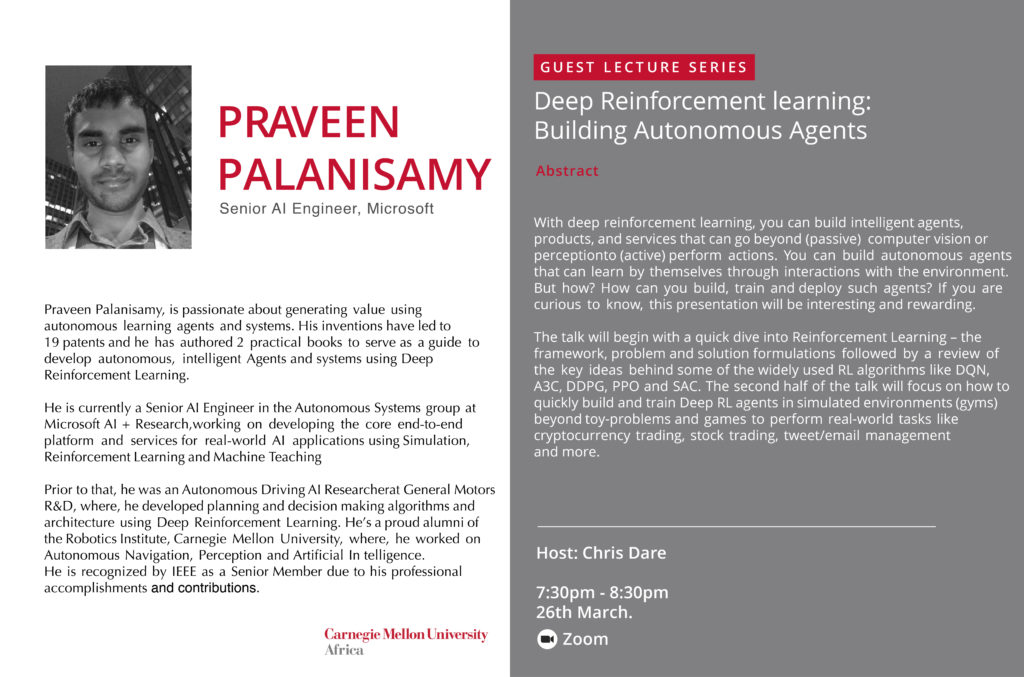 PRAVEEN
PALANISAMY
Senior AI Engineer, Microsoft
Praveen Palanisamy, is passionate about generating value using
autonomous learning agents and systems. His inventions have led to
19 patents and he has authored 2 practical books to serve as a guide to
develop autonomous, intelligent Agents and systems using Deep
Reinforcement Learning.
He is currently a Senior AI Engineer in the Autonomous Systems group at
Microsoft AI + Research,working on developing the core end-to-end
platform and services for real-world AI applications using Simulation,
Reinforcement Learning and Machine Teaching
Prior to that, he was an Autonomous Driving AI Researcherat General Motors
R&D, where, he developed planning and decision making algorithms and
architecture using Deep Reinforcement Learning. He's a proud alumni of
the Robotics Institute, Carnegie Mellon University, where, he worked on
Autonomous Navigation, Perception and Artificial In telligence.
He is recognized by IEEE as a Senior Member due to his professional
accomplishments and contributions.
Carnegie Mellon University
Africa
GUEST LECTURE SERIES
Deep Reinforcement learning:
Building Autonomous Agents
Abstract
With deep reinforcement learning, you can build intelligent agents,
products, and services that can go beyond (passive) computer vision or
perceptionto (active) perform actions. You can build autonomous agents
that can learn by themselves through interactions with the environment.
But how? How can you build, train and deploy such agents? If you are
curious to know, this presentation will be interesting and rewarding.
The talk will begin with a quick dive into Reinforcement Learning – the
framework, problem and solution formulations followed by a review of
the key ideas behind some of the widely used RL algorithms like DQN,
A3C, DDPG, PPO and SAC. The second half of the talk will focus on how to
quickly build and train Deep RL agents in simulated environments (gyms)
beyond toy-problems and games to perform real-world tasks like
cryptocurrency trading, stock trading, tweet/email management
and more.
Host: Chris Dare
7:30pm - 8:30pm
26th March.
Zoom